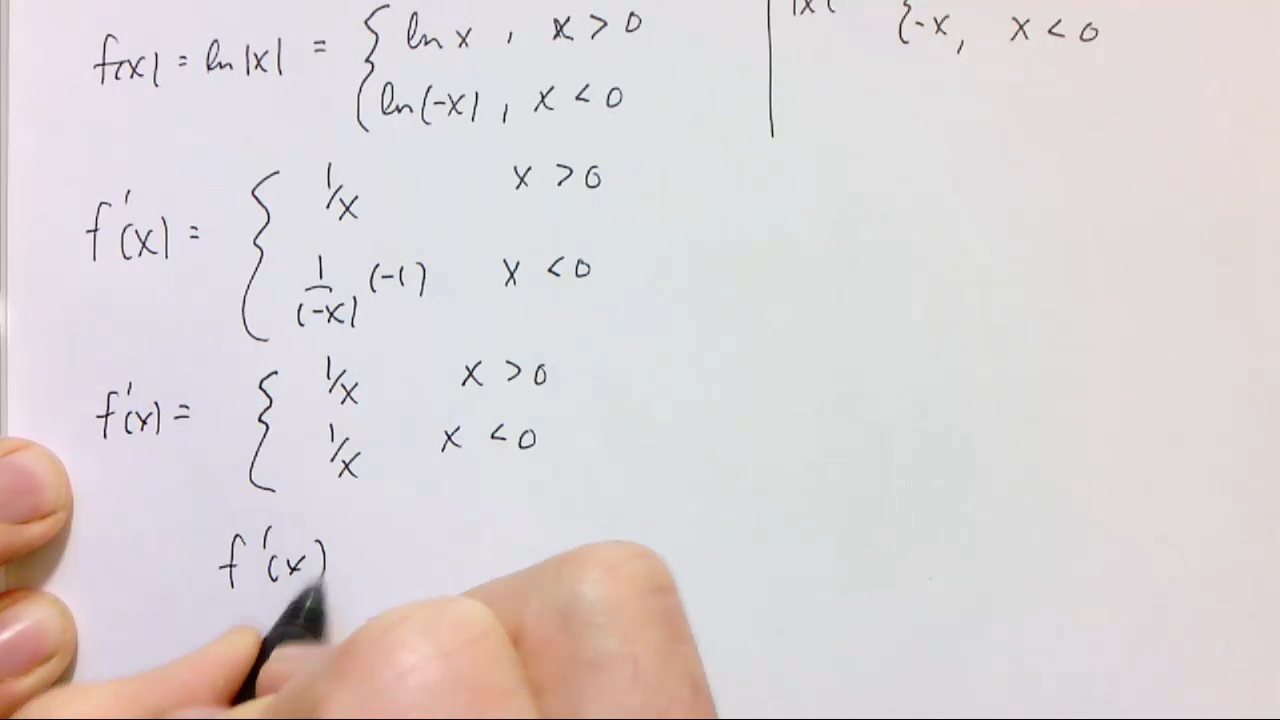 f(x) = ln|x| = { ln x , x > 0
ln(-x) , x < 0
|x| {-x, x < 0
f'(x) = { 1/x x > 0
1/(-x) (-1) x < 0
f'(x) = { 1/x x > 0
1/x x < 0
f'(x)